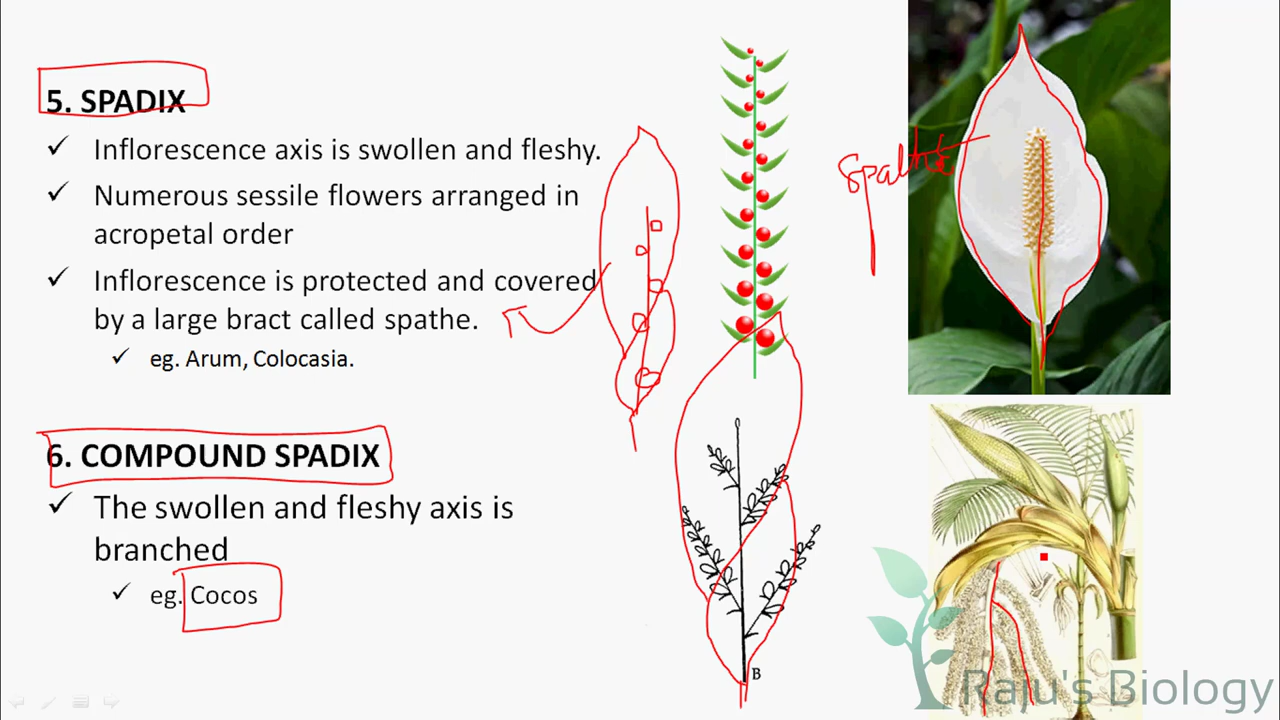 5. SPADIX
✓ Inflorescence axis is swollen and fleshy.
✓ Numerous sessile flowers arranged in
acropetal order
✓ Inflorescence is protected and covered
by a large bract called spathe.
✓ eg. Arum, Colocasia.
6. COMPOUND SPADIX
✓ The swollen and fleshy axis is
branched
✓ eg. Cocos
Spathe
B
Raju's Biology